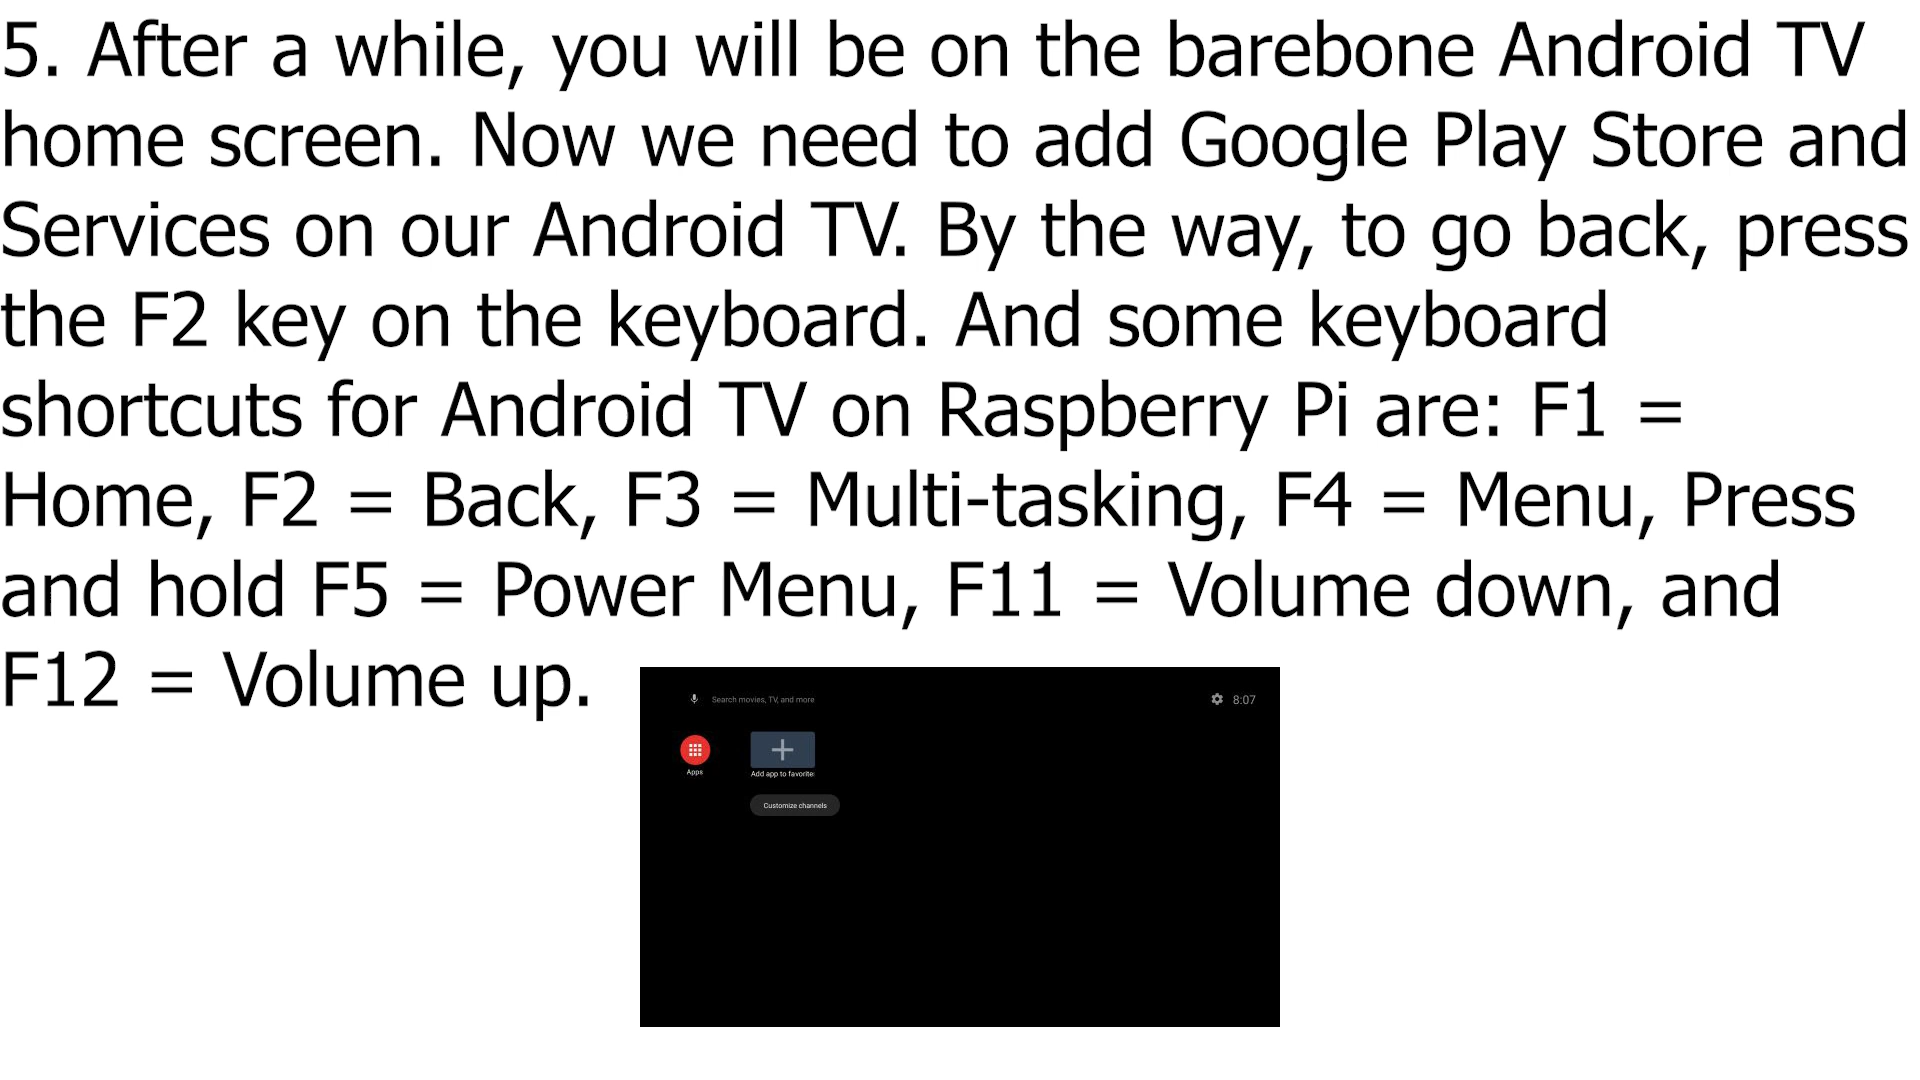 5. After a while, you will be on the barebone Android TV
home screen. Now we need to add Google Play Store and
Services on our Android TV. By the way, to go back, press
the F2 key on the keyboard. And some keyboard
shortcuts for Android TV on Raspberry Pi are: F1 =
Home, F2 = Back, F3 = Multi-tasking, F4 = Menu, Press
and hold F5 = Power Menu, F11 = Volume down, and
F12 = Volume up.
Search movies, TV, and more
8:07
Apps
Add app to favorite
Customize channels